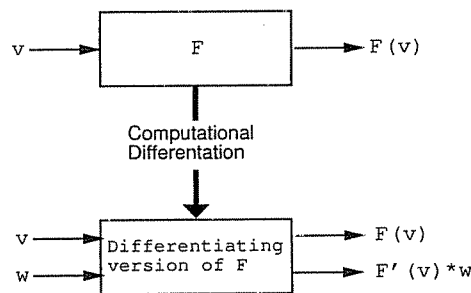 v
F
F(v)
Computational
Differentation
v
Differentiating
F(v)
w
version of F
F'(v)*w